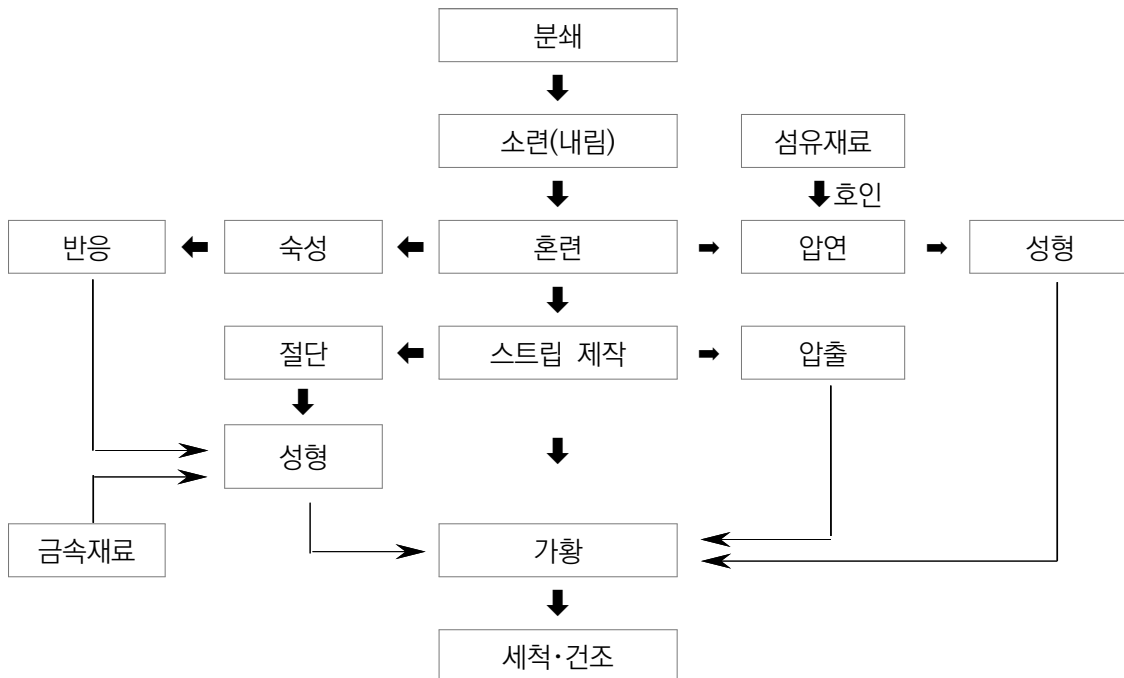 분쇄
소련(내림)
섬유재료
호인
반응
숙성
혼련
압연
성형
절단
스트립 제작
압출
성형
금속재료
가황
세척·건조